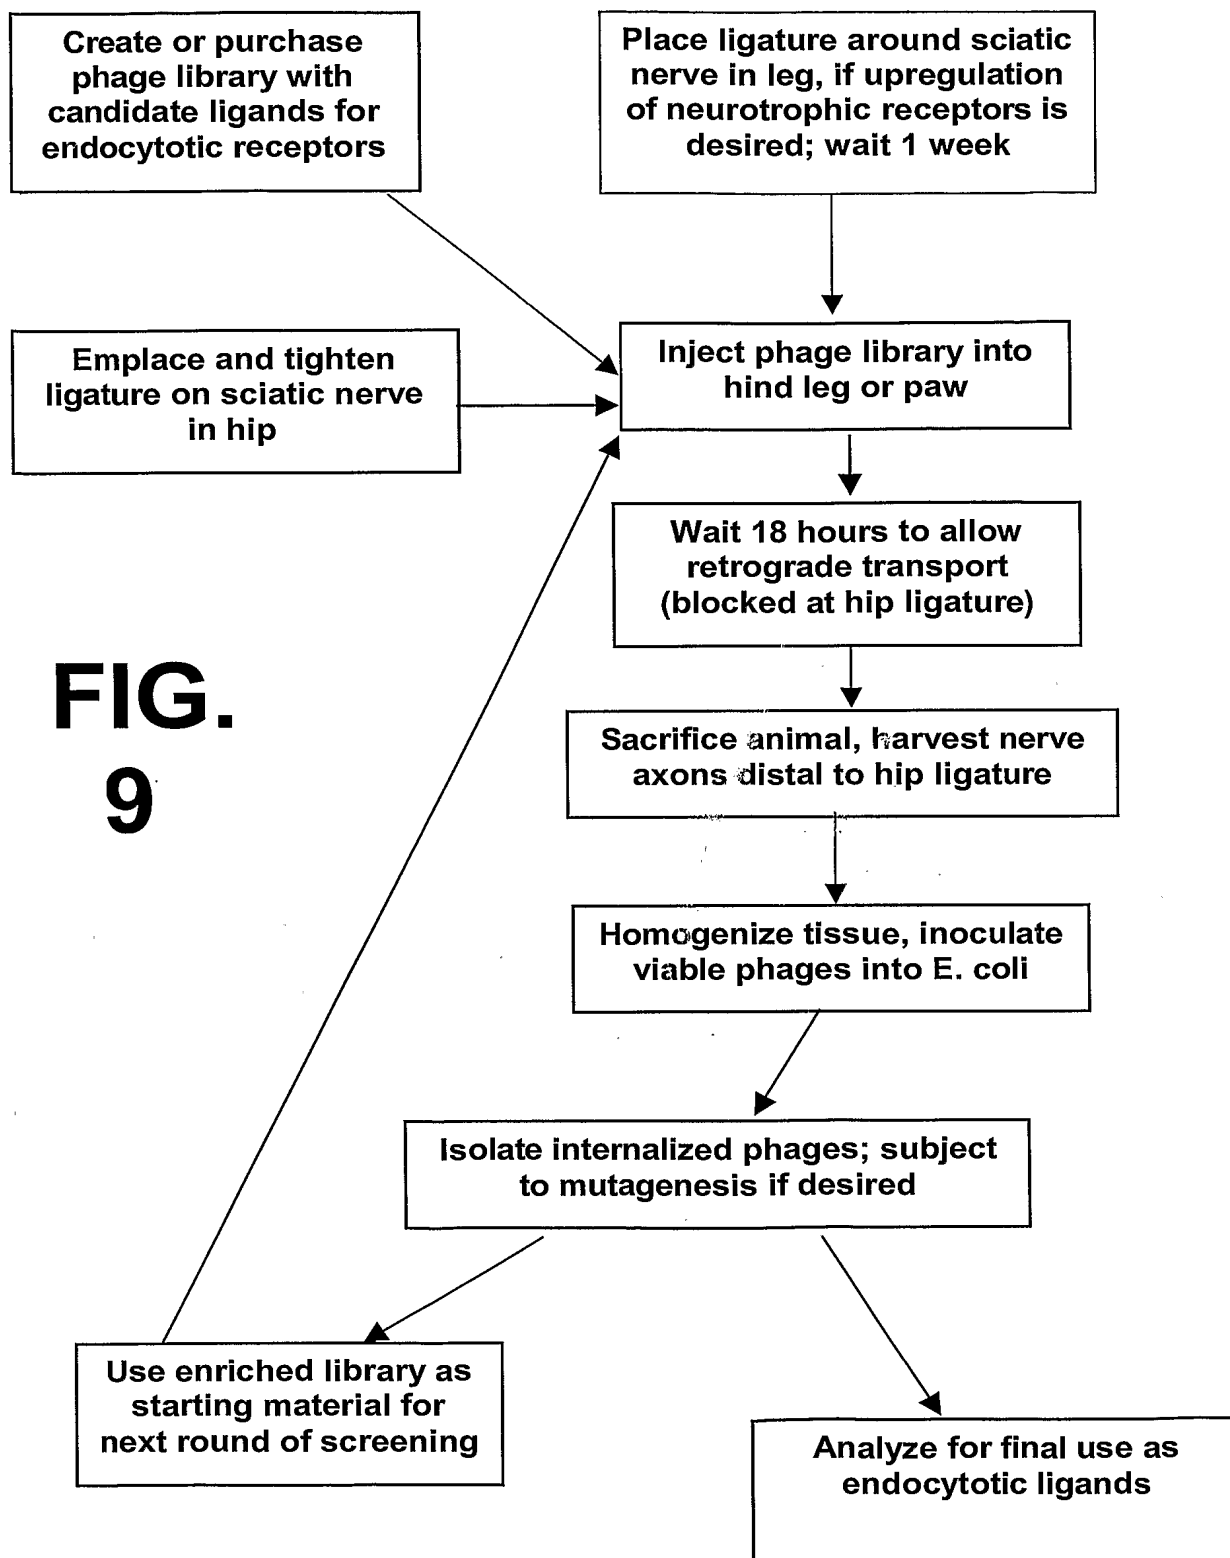 Create or purchase
phage library with
candidate ligands for
endocytotic receptors
Place ligature around sciatic
nerve in leg, if upregulation
of neurotrophic receptors is
desired; wait 1 week
Emplace and tighten
ligature on sciatic nerve
in hip
Inject phage library into
hind leg or paw
Wait 18 hours to allow
retrograde transport
(blocked at hip ligature)
FIG.
9
Sacrifice animal, harvest nerve
axons distal to hip ligature
Homogenize tissue, inoculate
viable phages into E. coli
Isolate internalized phages; subject
to mutagenesis if desired
Use enriched library as
starting material for
next round of screening
Analyze for final use as
endocytotic ligands